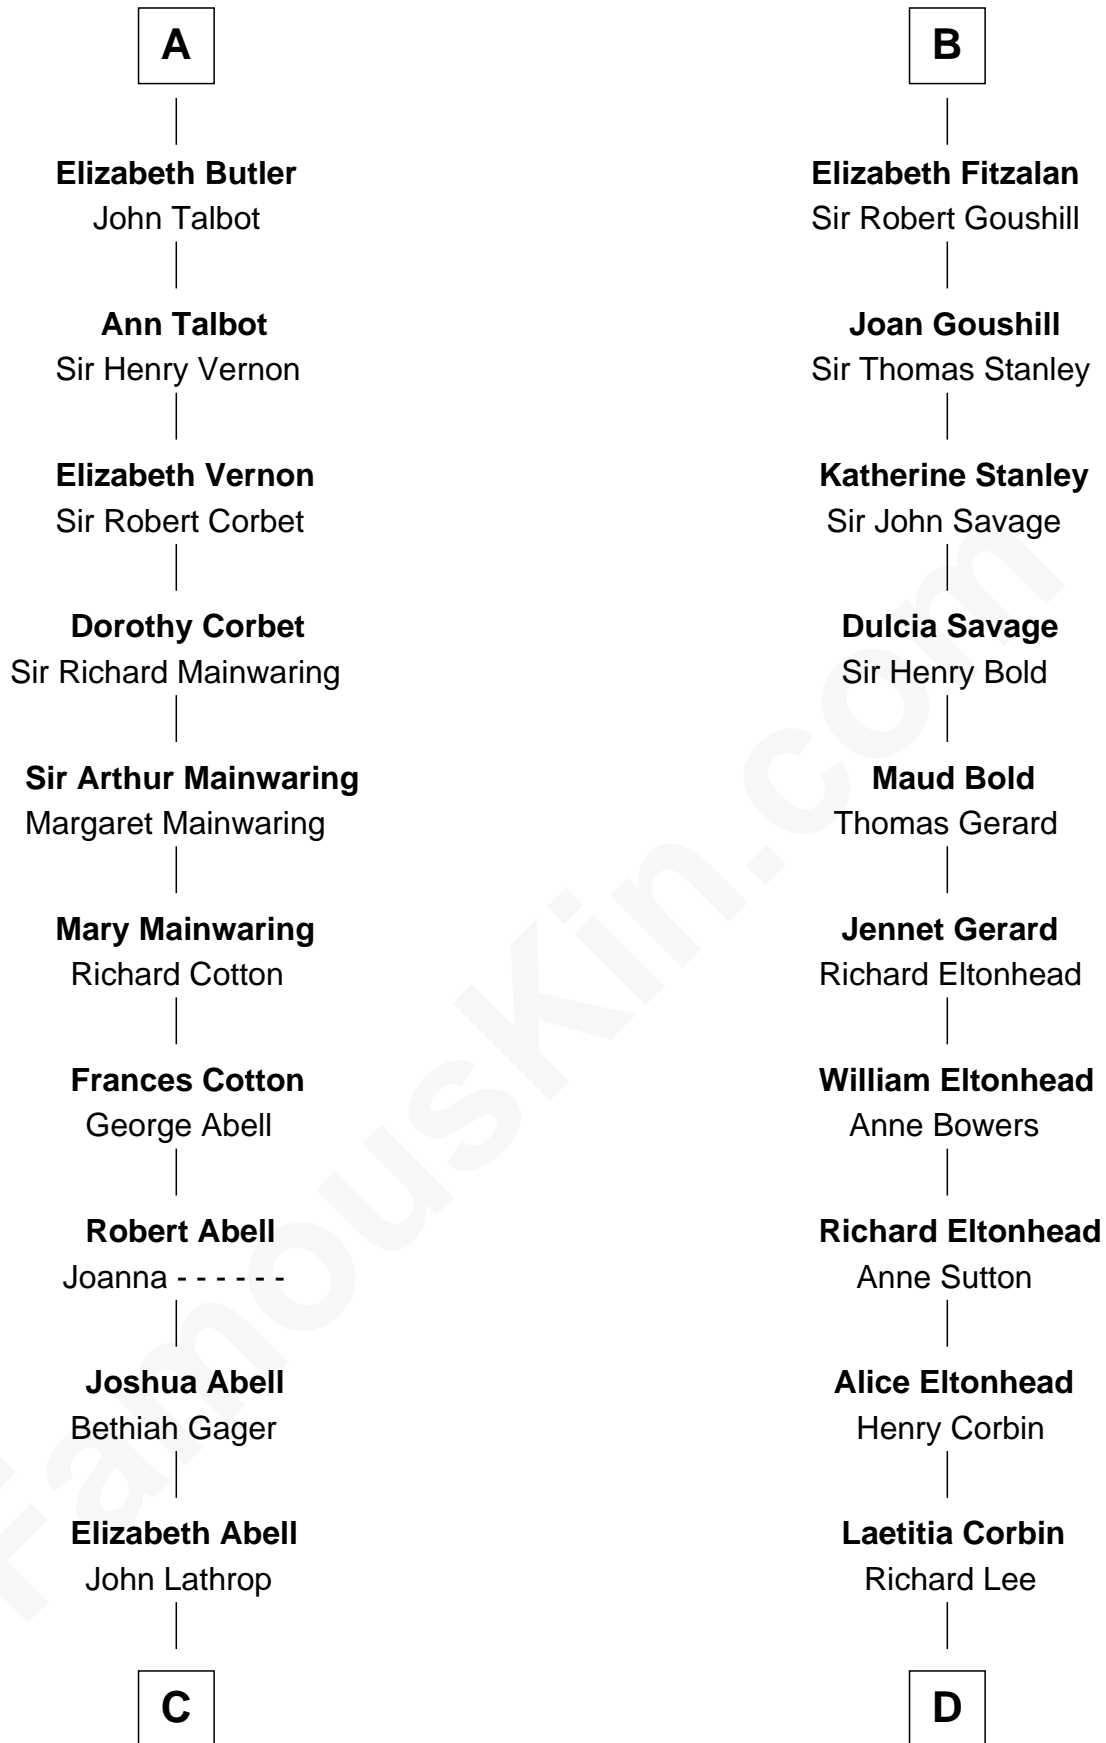 A
Elizabeth Butler
John Talbot
Ann Talbot
Sir Henry Vernon
Elizabeth Vernon
Sir Robert Corbet
Dorothy Corbet
Sir Richard Mainwaring
Sir Arthur Mainwaring
Margaret Mainwaring
Mary Mainwaring
Richard Cotton
Frances Cotton
George Abell
Robert Abell
Joanna - - - - - -
Joshua Abell
Bethiah Gager
Elizabeth Abell
John Lathrop
C
B
Elizabeth Fitzalan
Sir Robert Goushill
Joan Goushill
Sir Thomas Stanley
Katherine Stanley
Sir John Savage
Dulcia Savage
Sir Henry Bold
Maud Bold
Thomas Gerard
Jennet Gerard
Richard Eltonhead
William Eltonhead
Anne Bowers
Richard Eltonhead
Anne Sutton
Alice Eltonhead
Henry Corbin
Laetitia Corbin
Richard Lee
D
FamousKin.com